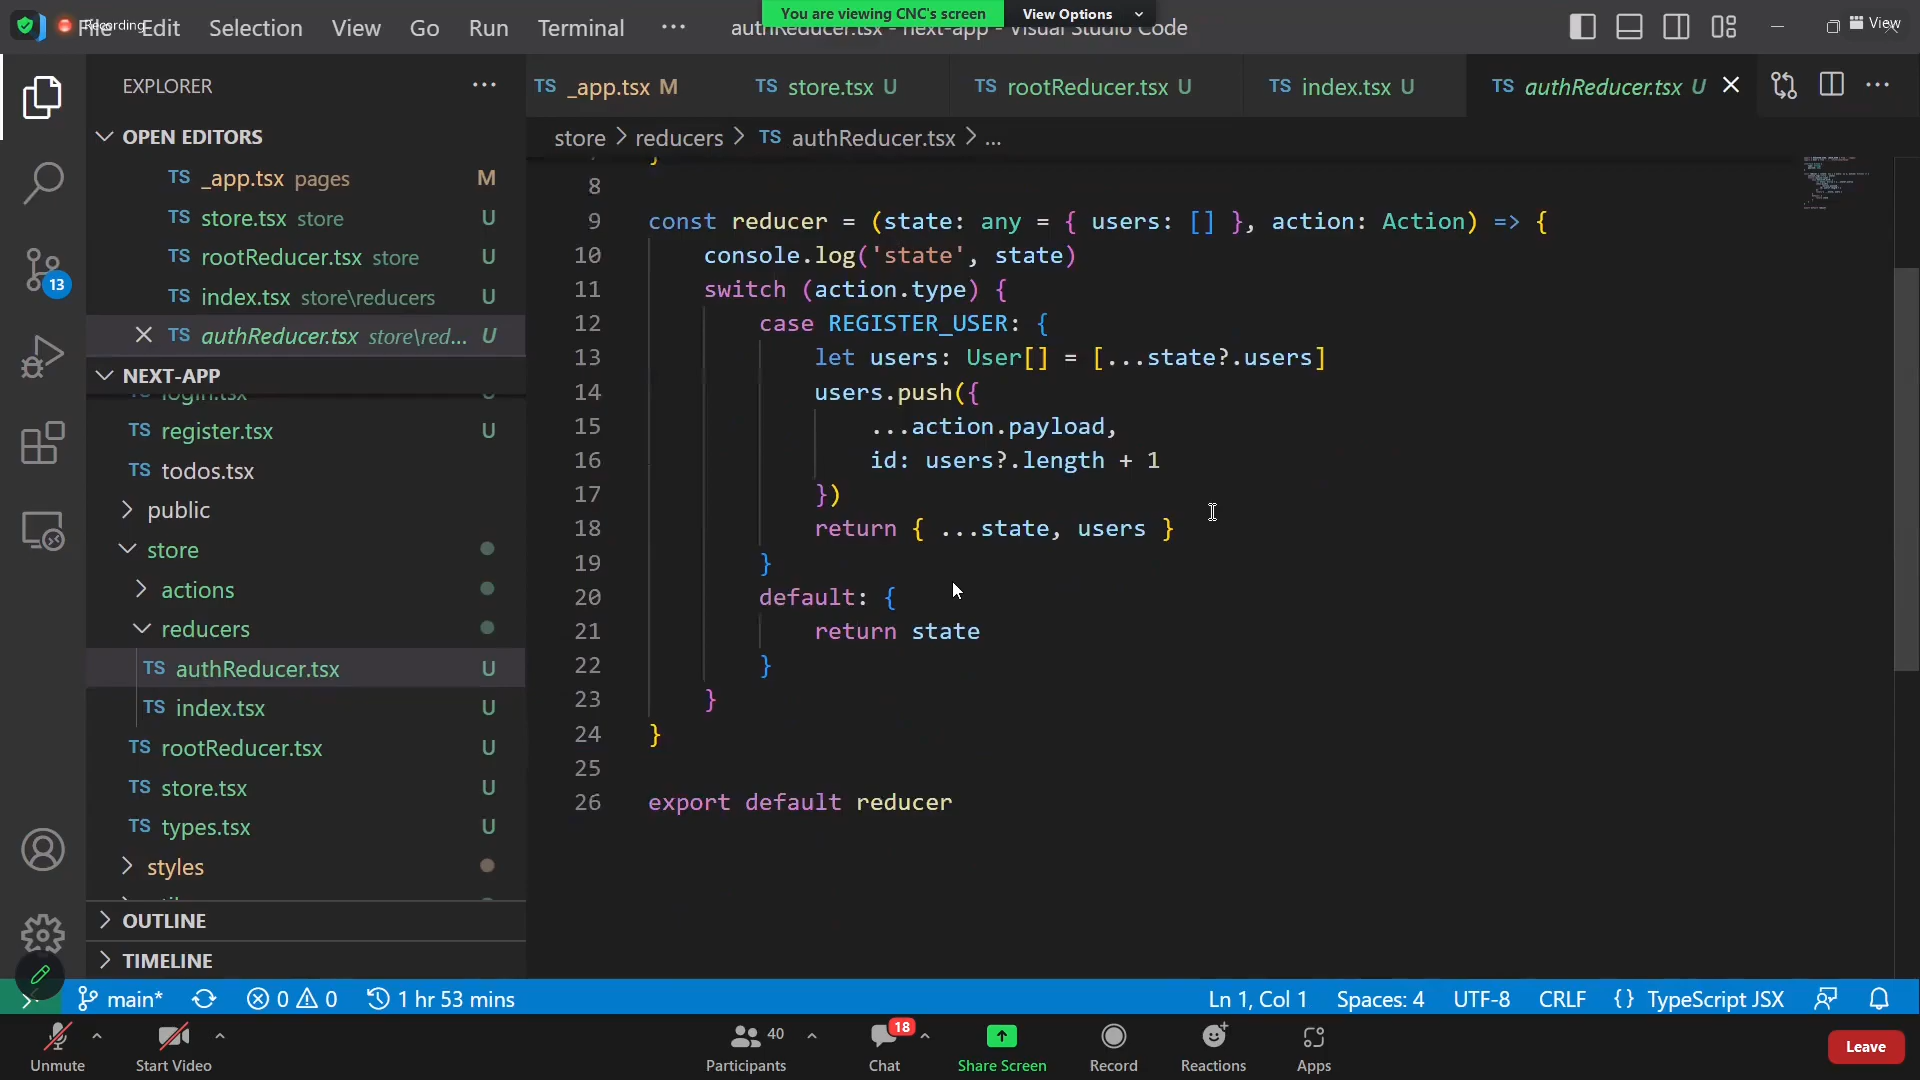 Recording
File Edit Selection View Go Run Terminal ···
You are viewing CNC's screen View Options
authReducer.tsx - next-app - Visual Studio Code
View
EXPLORER ···
OPEN EDITORS
TS _app.tsx pages M
TS store.tsx store U
TS rootReducer.tsx store U
TS index.tsx store\reducers U
TS authReducer.tsx store\red... U
NEXT-APP
login.tsx U
TS register.tsx U
TS todos.tsx
public
store
actions
reducers
TS authReducer.tsx U
TS index.tsx U
TS rootReducer.tsx U
TS store.tsx U
TS types.tsx U
styles
OUTLINE
TIMELINE
13
TS _app.tsx M TS store.tsx U TS rootReducer.tsx U TS index.tsx U TS authReducer.tsx U ···
store > reducers > TS authReducer.tsx > ...
}
8
9 const reducer = (state: any = { users: [] }, action: Action) => {
10 console.log('state', state)
11 switch (action.type) {
12 case REGISTER_USER: {
13 let users: User[] = [...state?.users]
14 users.push({
15 ...action.payload,
16 id: users?.length + 1
17 })
18 return { ...state, users }
19 }
20 default: {
21 return state
22 }
23 }
24 }
25
26 export default reducer
main* 0 0 1 hr 53 mins Ln 1, Col 1 Spaces: 4 UTF-8 CRLF {} TypeScript JSX
Unmute Start Video Participants 40 Chat 18 Share Screen Record Reactions Apps Leave